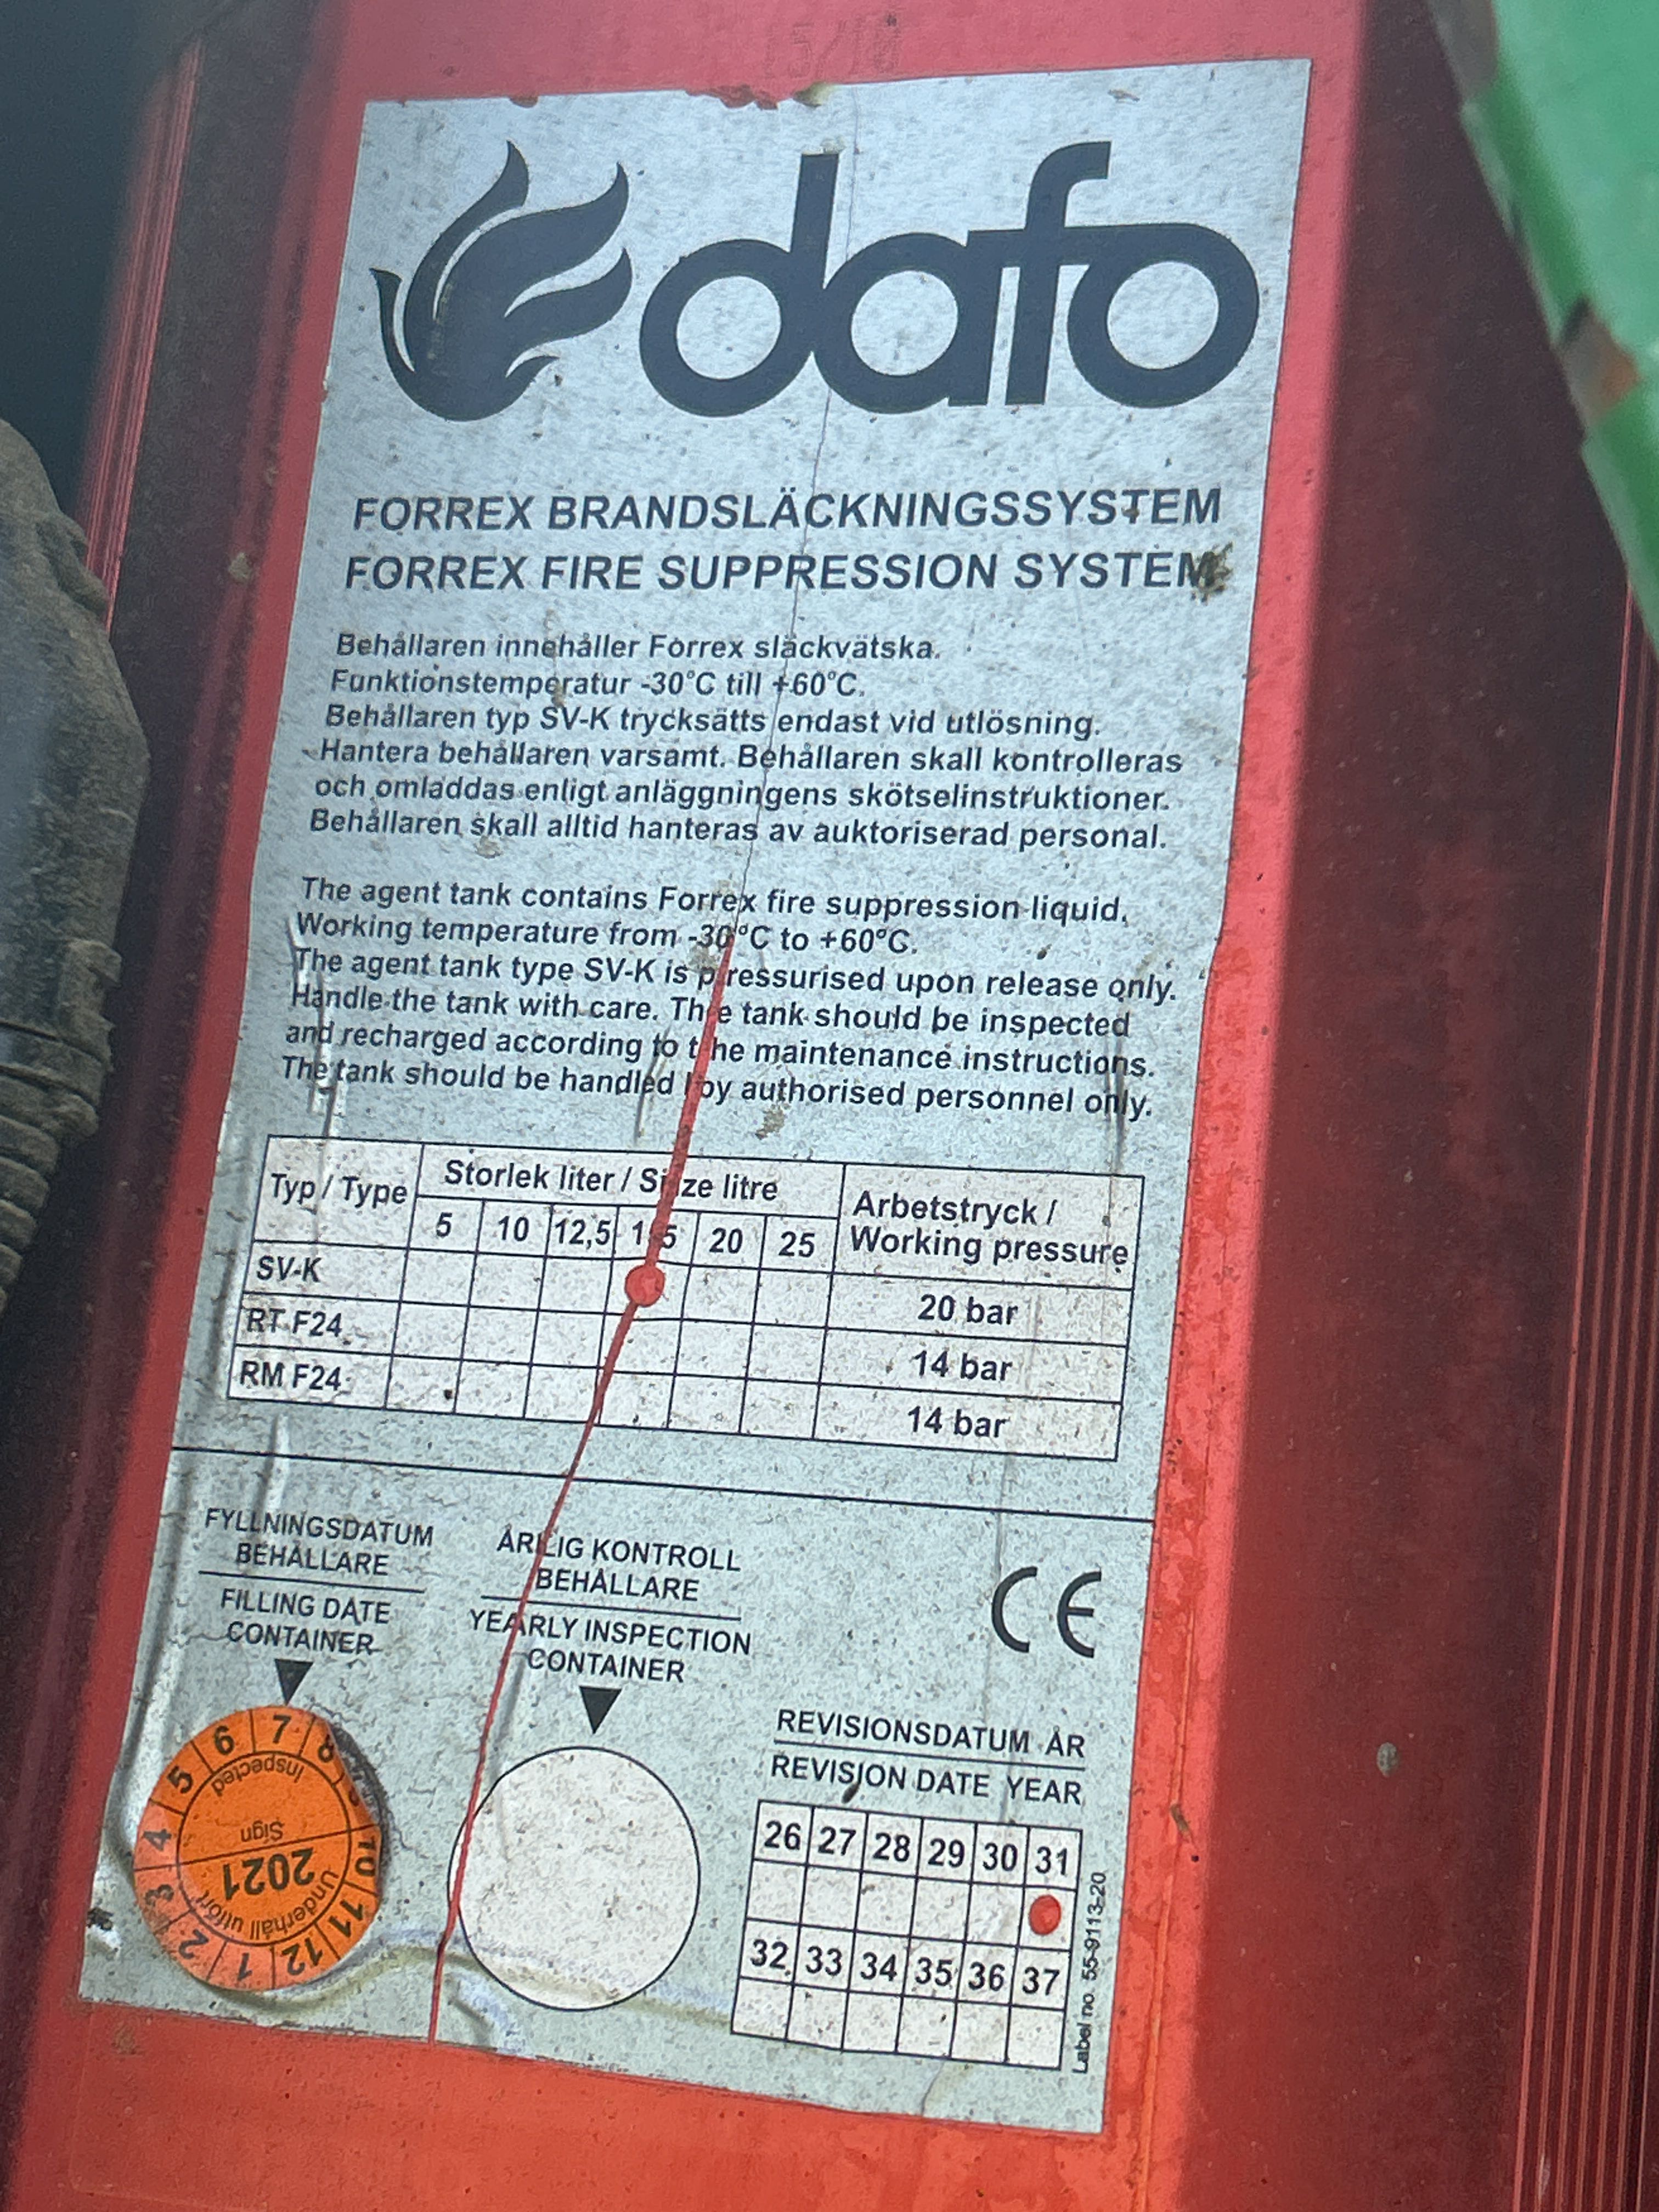 dafo
FORREX BRANDSLÄCKNINGSSYSTEM
FORREX FIRE SUPPRESSION SYSTEM
Behållaren innehåller Forrex släckvätska.
Funktionstemperatur -30°C till +60°C.
Behållaren typ SV-K trycksätts endast vid utlösning.
Hantera behållaren varsamt. Behållaren skall kontrolleras
och omladdas enligt anläggningens skötselinstruktioner.
Behållaren skall alltid hanteras av auktoriserad personal.
The agent tank contains Forrex fire suppression liquid.
Working temperature from -30°C to +60°C.
The agent tank type SV-K is pressurised upon release only.
Handle the tank with care. The tank should be inspected
and recharged according to the maintenance instructions.
The tank should be handled by authorised personnel only.
Typ / Type Storlek liter / Size litre Arbetstryck /
Working pressure
5 10 12,5 15 20 25
SV-K 20 bar
RT F24 14 bar
RM F24 14 bar
FYLLNINGSDATUM
BEHÅLLARE
FILLING DATE
CONTAINER
ÅRLIG KONTROLL
BEHÅLLARE
YEARLY INSPECTION
CONTAINER
CE
1 2 3 4 5 6 7 8 10 11 12
Underhåll utfört
2021
Sign
Inspected
REVISIONSDATUM ÅR
REVISION DATE YEAR
26 27 28 29 30 31
32 33 34 35 36 37
Label no. 55-9113-20